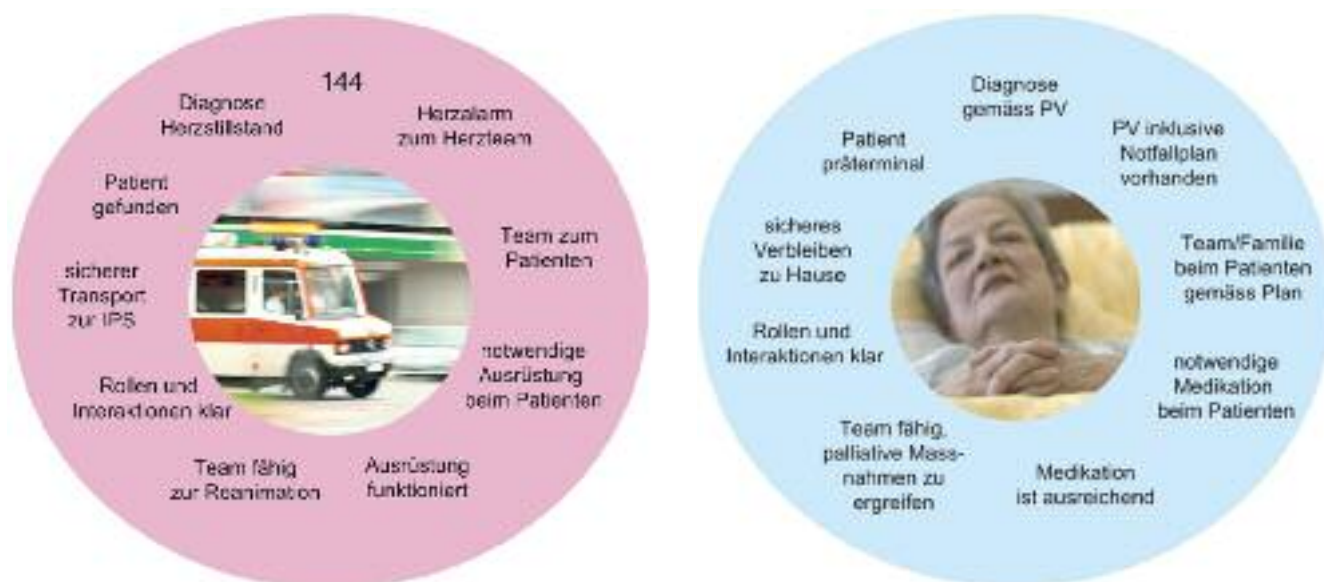 144
Diagnose
Herzstillstand
Herzalarm
zum Herzteam
Patient
gefunden
Team zum
Patienten
sicherer
Transport
zur IPS
notwendige
Ausrüstung
beim Patienten
Rollen und
Interaktionen klar
Team fähig
zur Reanimation
Ausrüstung
funktioniert
Diagnose
gemäss PV
Patient
präterminal
PV inklusive
Notfallplan
vorhanden
sicheres
Verbleiben
zu Hause
Team/Familie
beim Patienten
gemäss Plan
Rollen und
Interaktionen klar
notwendige
Medikation
beim Patienten
Team fähig,
palliative Mass-
nahmen zu
ergreifen
Medikation
ist ausreichend